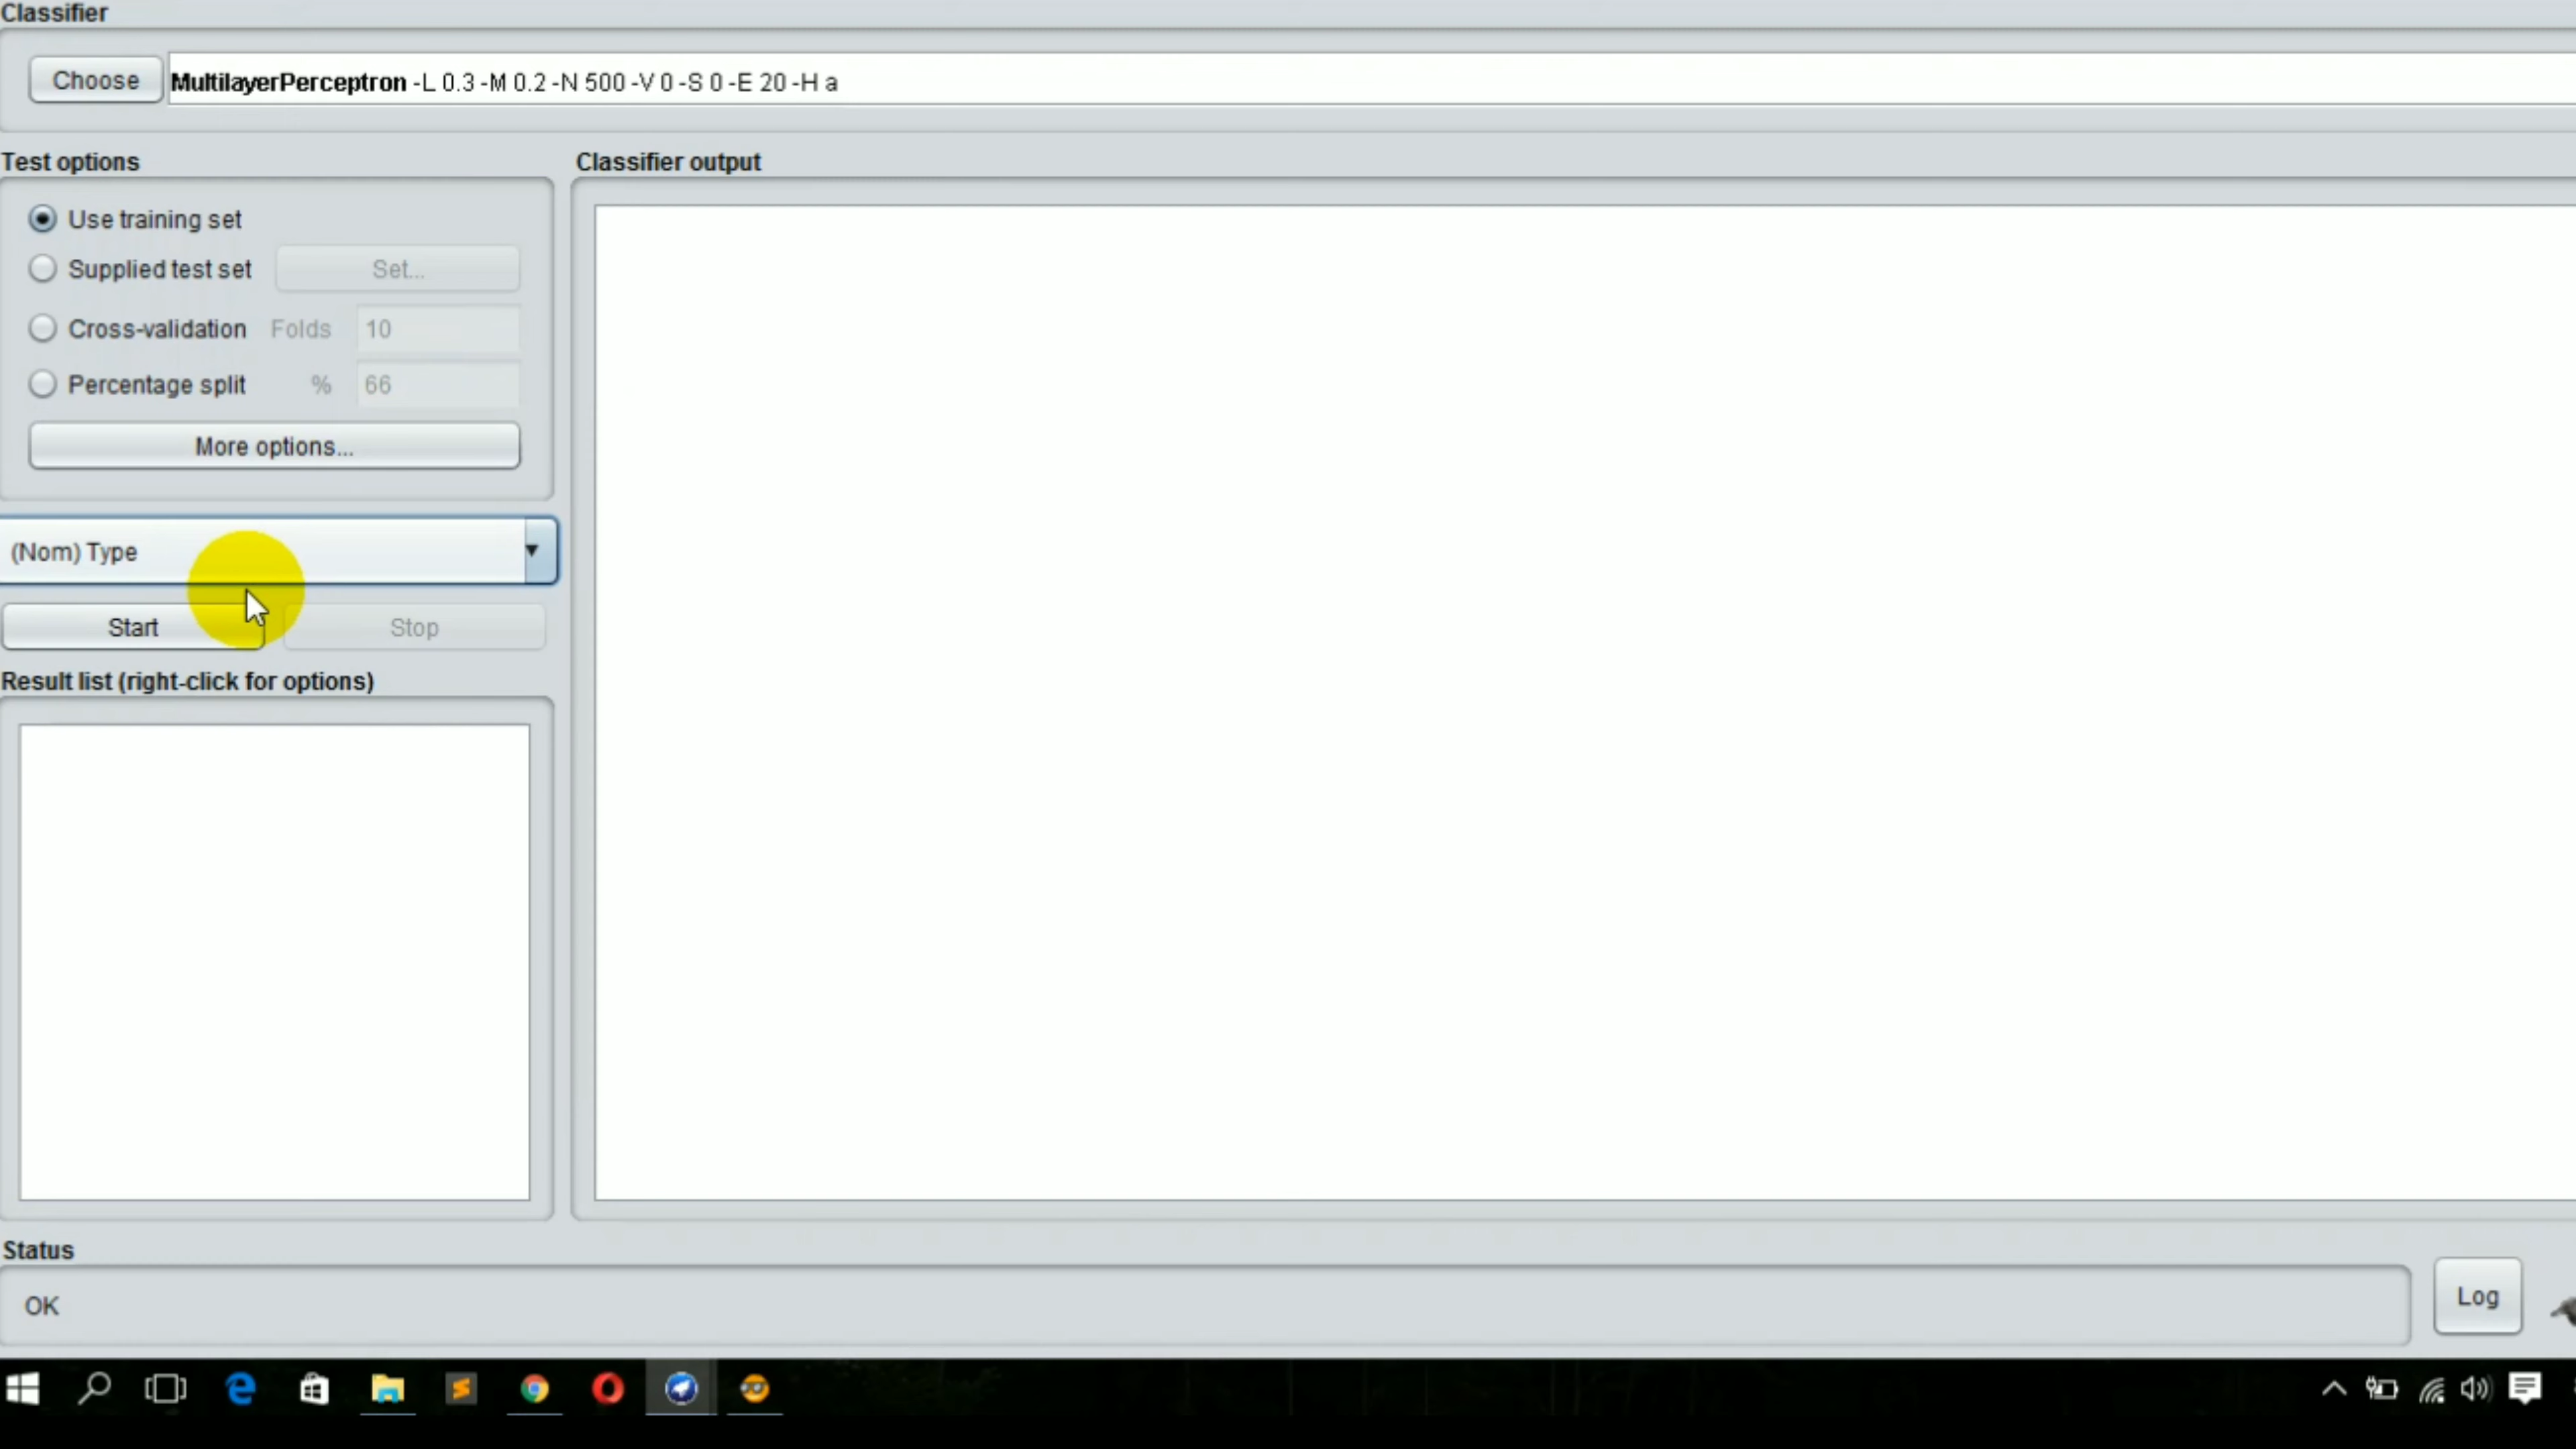 Classifier
Choose MultilayerPerceptron -L 0.3 -M 0.2 -N 500 -V 0 -S 0 -E 20 -H a
Test options
Use training set
Supplied test set Set...
Cross-validation Folds 10
Percentage split % 66
More options...
(Nom) Type
Start Stop
Result list (right-click for options)
Classifier output
Status
OK
Log